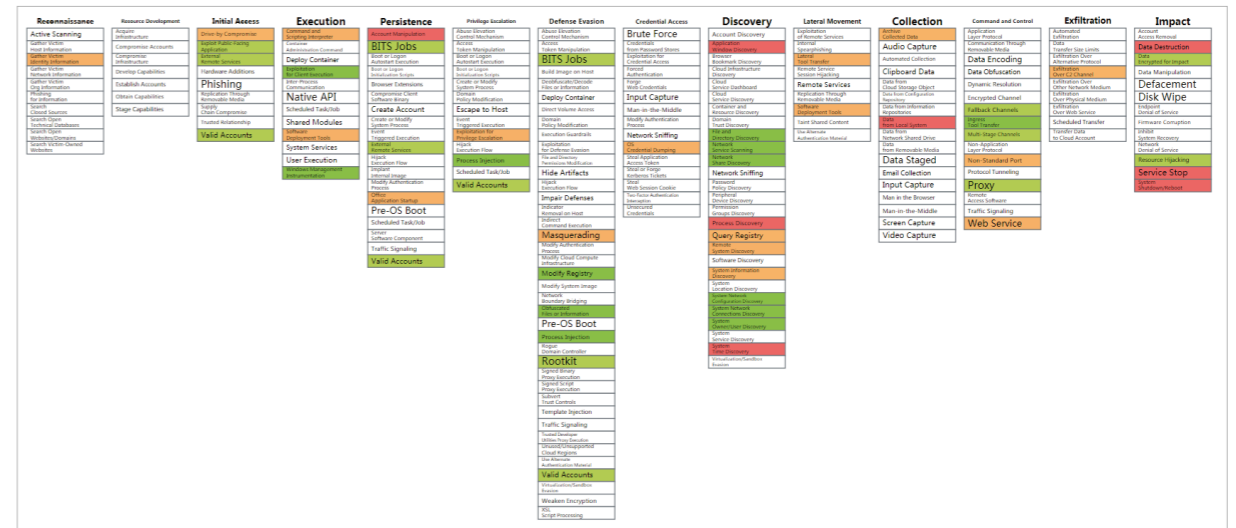 Reconnaissance
Active Scanning
Gather Victim
Host Information
Gather Victim
Identity Information
Gather Victim
Network Information
Gather Victim
Org Information
Phishing
for Information
Search
Closed Sources
Search Open
Technical Databases
Search Open
Websites/Domains
Search Victim-Owned
Websites
Resource Development
Acquire
Infrastructure
Compromise Accounts
Compromise
Infrastructure
Develop Capabilities
Establish Accounts
Obtain Capabilities
Stage Capabilities
Initial Access
Drive-by Compromise
Exploit Public-Facing
Application
External
Remote Services
Hardware Additions
Phishing
Replication Through
Removable Media
Supply
Chain Compromise
Trusted Relationship
Valid Accounts
Execution
Command and
Scripting Interpreter
Container
Administration Command
Deploy Container
Exploitation
for Client Execution
Inter-Process
Communication
Native API
Scheduled Task/Job
Shared Modules
Software
Deployment Tools
System Services
User Execution
Windows Management
Instrumentation
Persistence
Account Manipulation
BITS Jobs
Boot or Logon
Autostart Execution
Boot or Logon
Initialization Scripts
Browser Extensions
Compromise Client
Software Binary
Create Account
Create or Modify
System Process
Event
Triggered Execution
External
Remote Services
Hijack
Execution Flow
Implant
Internal Image
Modify Authentication
Process
Office
Application Startup
Pre-OS Boot
Scheduled Task/Job
Server
Software Component
Traffic Signaling
Valid Accounts
Privilege Escalation
Abuse Elevation
Control Mechanism
Access
Token Manipulation
Boot or Logon
Autostart Execution
Boot or Logon
Initialization Scripts
Create or Modify
System Process
Domain
Policy Modification
Escape to Host
Event
Triggered Execution
Exploitation for
Privilege Escalation
Hijack
Execution Flow
Process Injection
Scheduled Task/Job
Valid Accounts
Defense Evasion
Abuse Elevation
Control Mechanism
Access
Token Manipulation
BITS Jobs
Build Image on Host
Deobfuscate/Decode
Files or Information
Deploy Container
Direct Volume Access
Domain
Policy Modification
Execution Guardrails
Exploitation
for Defense Evasion
File and Directory
Permissions Modification
Hide Artifacts
Hijack
Execution Flow
Impair Defenses
Indicator
Removal on Host
Indirect
Command Execution
Masquerading
Modify Authentication
Process
Modify Cloud Compute
Infrastructure
Modify Registry
Modify System Image
Network
Boundary Bridging
Obfuscated
Files or Information
Pre-OS Boot
Process Injection
Rogue
Domain Controller
Rootkit
Signed Binary
Proxy Execution
Signed Script
Proxy Execution
Subvert
Trust Controls
Template Injection
Traffic Signaling
Trusted Developer
Utilities Proxy Execution
Unused/Unsupported
Cloud Regions
Use Alternate
Authentication Material
Valid Accounts
Virtualization/Sandbox
Evasion
Weaken Encryption
XSL
Script Processing
Credential Access
Brute Force
Credentials
from Password Stores
Exploitation for
Credential Access
Forced
Authentication
Forge
Web Credentials
Input Capture
Man-in-the-Middle
Modify Authentication
Process
Network Sniffing
OS
Credential Dumping
Steal Application
Access Token
Steal or Forge
Kerberos Tickets
Steal
Web Session Cookie
Two-Factor Authentication
Interception
Unsecured
Credentials
Discovery
Account Discovery
Application
Window Discovery
Browser
Bookmark Discovery
Cloud Infrastructure
Discovery
Cloud
Service Dashboard
Cloud
Service Discovery
Container and
Resource Discovery
Domain
Trust Discovery
File and
Directory Discovery
Network
Service Scanning
Network
Share Discovery
Network Sniffing
Password
Policy Discovery
Peripheral
Device Discovery
Permission
Groups Discovery
Process Discovery
Query Registry
Remote
System Discovery
Software Discovery
System Information
Discovery
System
Location Discovery
System Network
Configuration Discovery
System Network
Connections Discovery
System
Owner/User Discovery
System
Service Discovery
System
Time Discovery
Virtualization/Sandbox
Evasion
Lateral Movement
Exploitation
of Remote Services
Internal
Spearphishing
Lateral
Tool Transfer
Remote Service
Session Hijacking
Remote Services
Replication Through
Removable Media
Software
Deployment Tools
Taint Shared Content
Use Alternate
Authentication Material
Collection
Archive
Collected Data
Audio Capture
Automated Collection
Clipboard Data
Data from
Cloud Storage Object
Data from Configuration
Repository
Data from Information
Repositories
Data
from Local System
Data from
Network Shared Drive
Data
from Removable Media
Data Staged
Email Collection
Input Capture
Man in the Browser
Man-in-the-Middle
Screen Capture
Video Capture
Command and Control
Application
Layer Protocol
Communication Through
Removable Media
Data Encoding
Data Obfuscation
Dynamic Resolution
Encrypted Channel
Fallback Channels
Ingress
Tool Transfer
Multi-Stage Channels
Non-Application
Layer Protocol
Non-Standard Port
Protocol Tunneling
Proxy
Remote
Access Software
Traffic Signaling
Web Service
Exfiltration
Automated
Exfiltration
Data
Transfer Size Limits
Exfiltration Over
Alternative Protocol
Exfiltration
Over C2 Channel
Exfiltration Over
Other Network Medium
Exfiltration
Over Physical Medium
Exfiltration
Over Web Service
Scheduled Transfer
Transfer Data
to Cloud Account
Impact
Account
Access Removal
Data Destruction
Data
Encrypted for Impact
Data Manipulation
Defacement
Disk Wipe
Endpoint
Denial of Service
Firmware Corruption
Inhibit
System Recovery
Network
Denial of Service
Resource Hijacking
Service Stop
System
Shutdown/Reboot